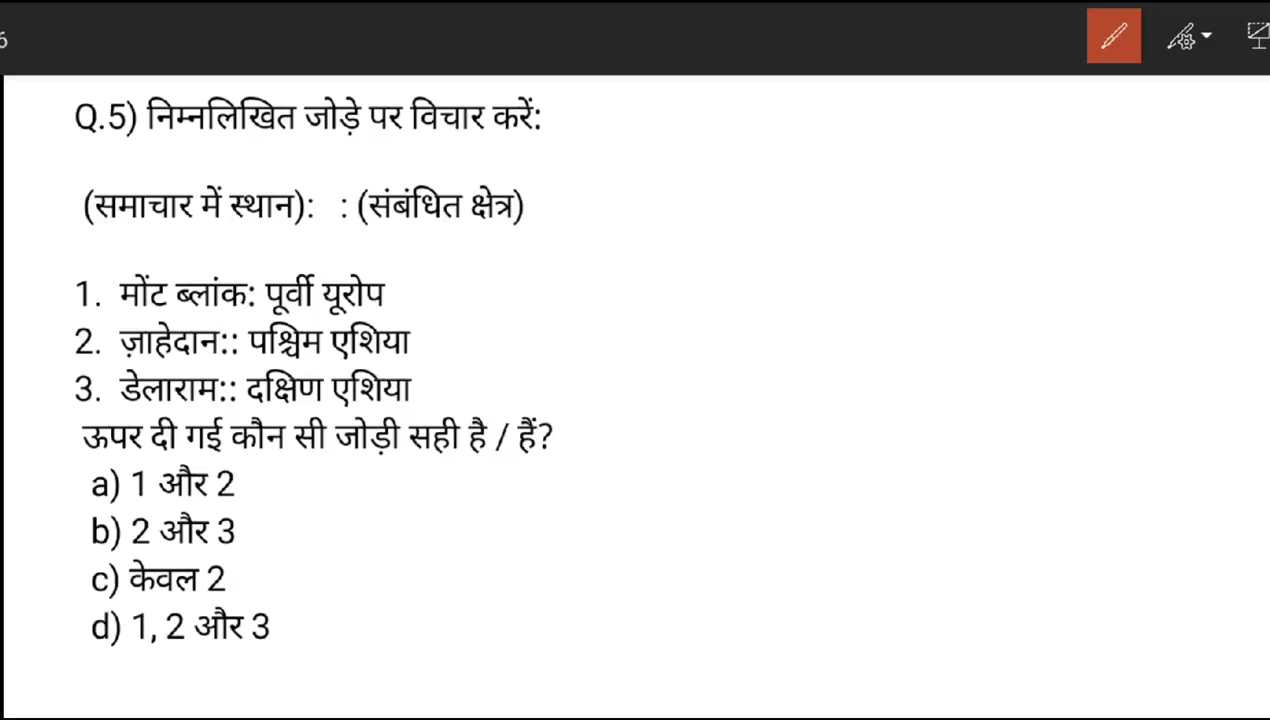 6
Q.5) निम्नलिखित जोड़े पर विचार करें:
(समाचार में स्थान): : (संबंधित क्षेत्र)
1. मोंट ब्लांक: पूर्वी यूरोप
2. ज़ाहेदान:: पश्चिम एशिया
3. डेलाराम:: दक्षिण एशिया
ऊपर दी गई कौन सी जोड़ी सही है / हैं?
a) 1 और 2
b) 2 और 3
c) केवल 2
d) 1, 2 और 3